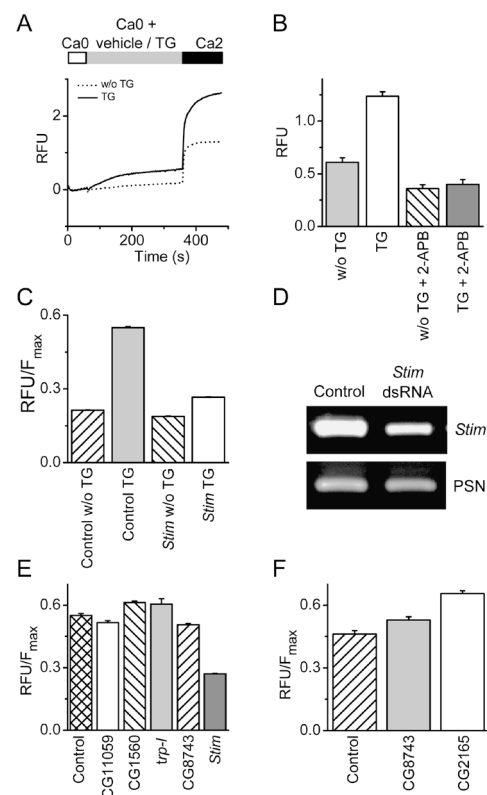 A
Ca0 +
Ca0 vehicle / TG Ca2
w/o TG
TG
RFU
2
1
0
0 200 400
Time (s)
B
RFU
1.5
1.0
0.5
0.0
w/o TG
TG
w/o TG + 2-APB
TG + 2-APB
C
RFU/Fmax
0.6
0.3
0.0
Control w/o TG
Control TG
Stim w/o TG
Stim TG
D
Stim
Control dsRNA
Stim
PSN
E
RFU/Fmax
0.6
0.3
0.0
Control
CG11059
CG1560
trp-l
CG8743
Stim
F
RFU/Fmax
0.6
0.3
0.0
Control
CG8743
CG2165